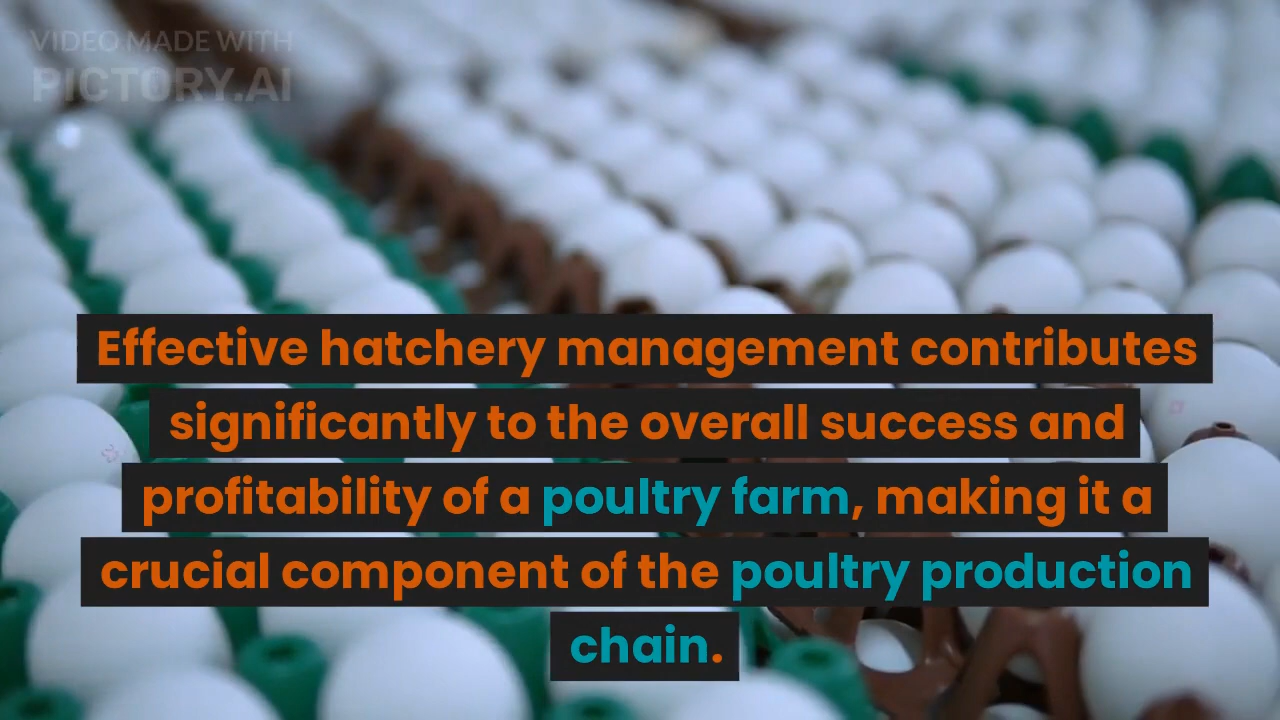 VIDEO MADE WITH
PICTORY.AI
Effective hatchery management contributes
significantly to the overall success and
profitability of a poultry farm, making it a
crucial component of the poultry production
chain.